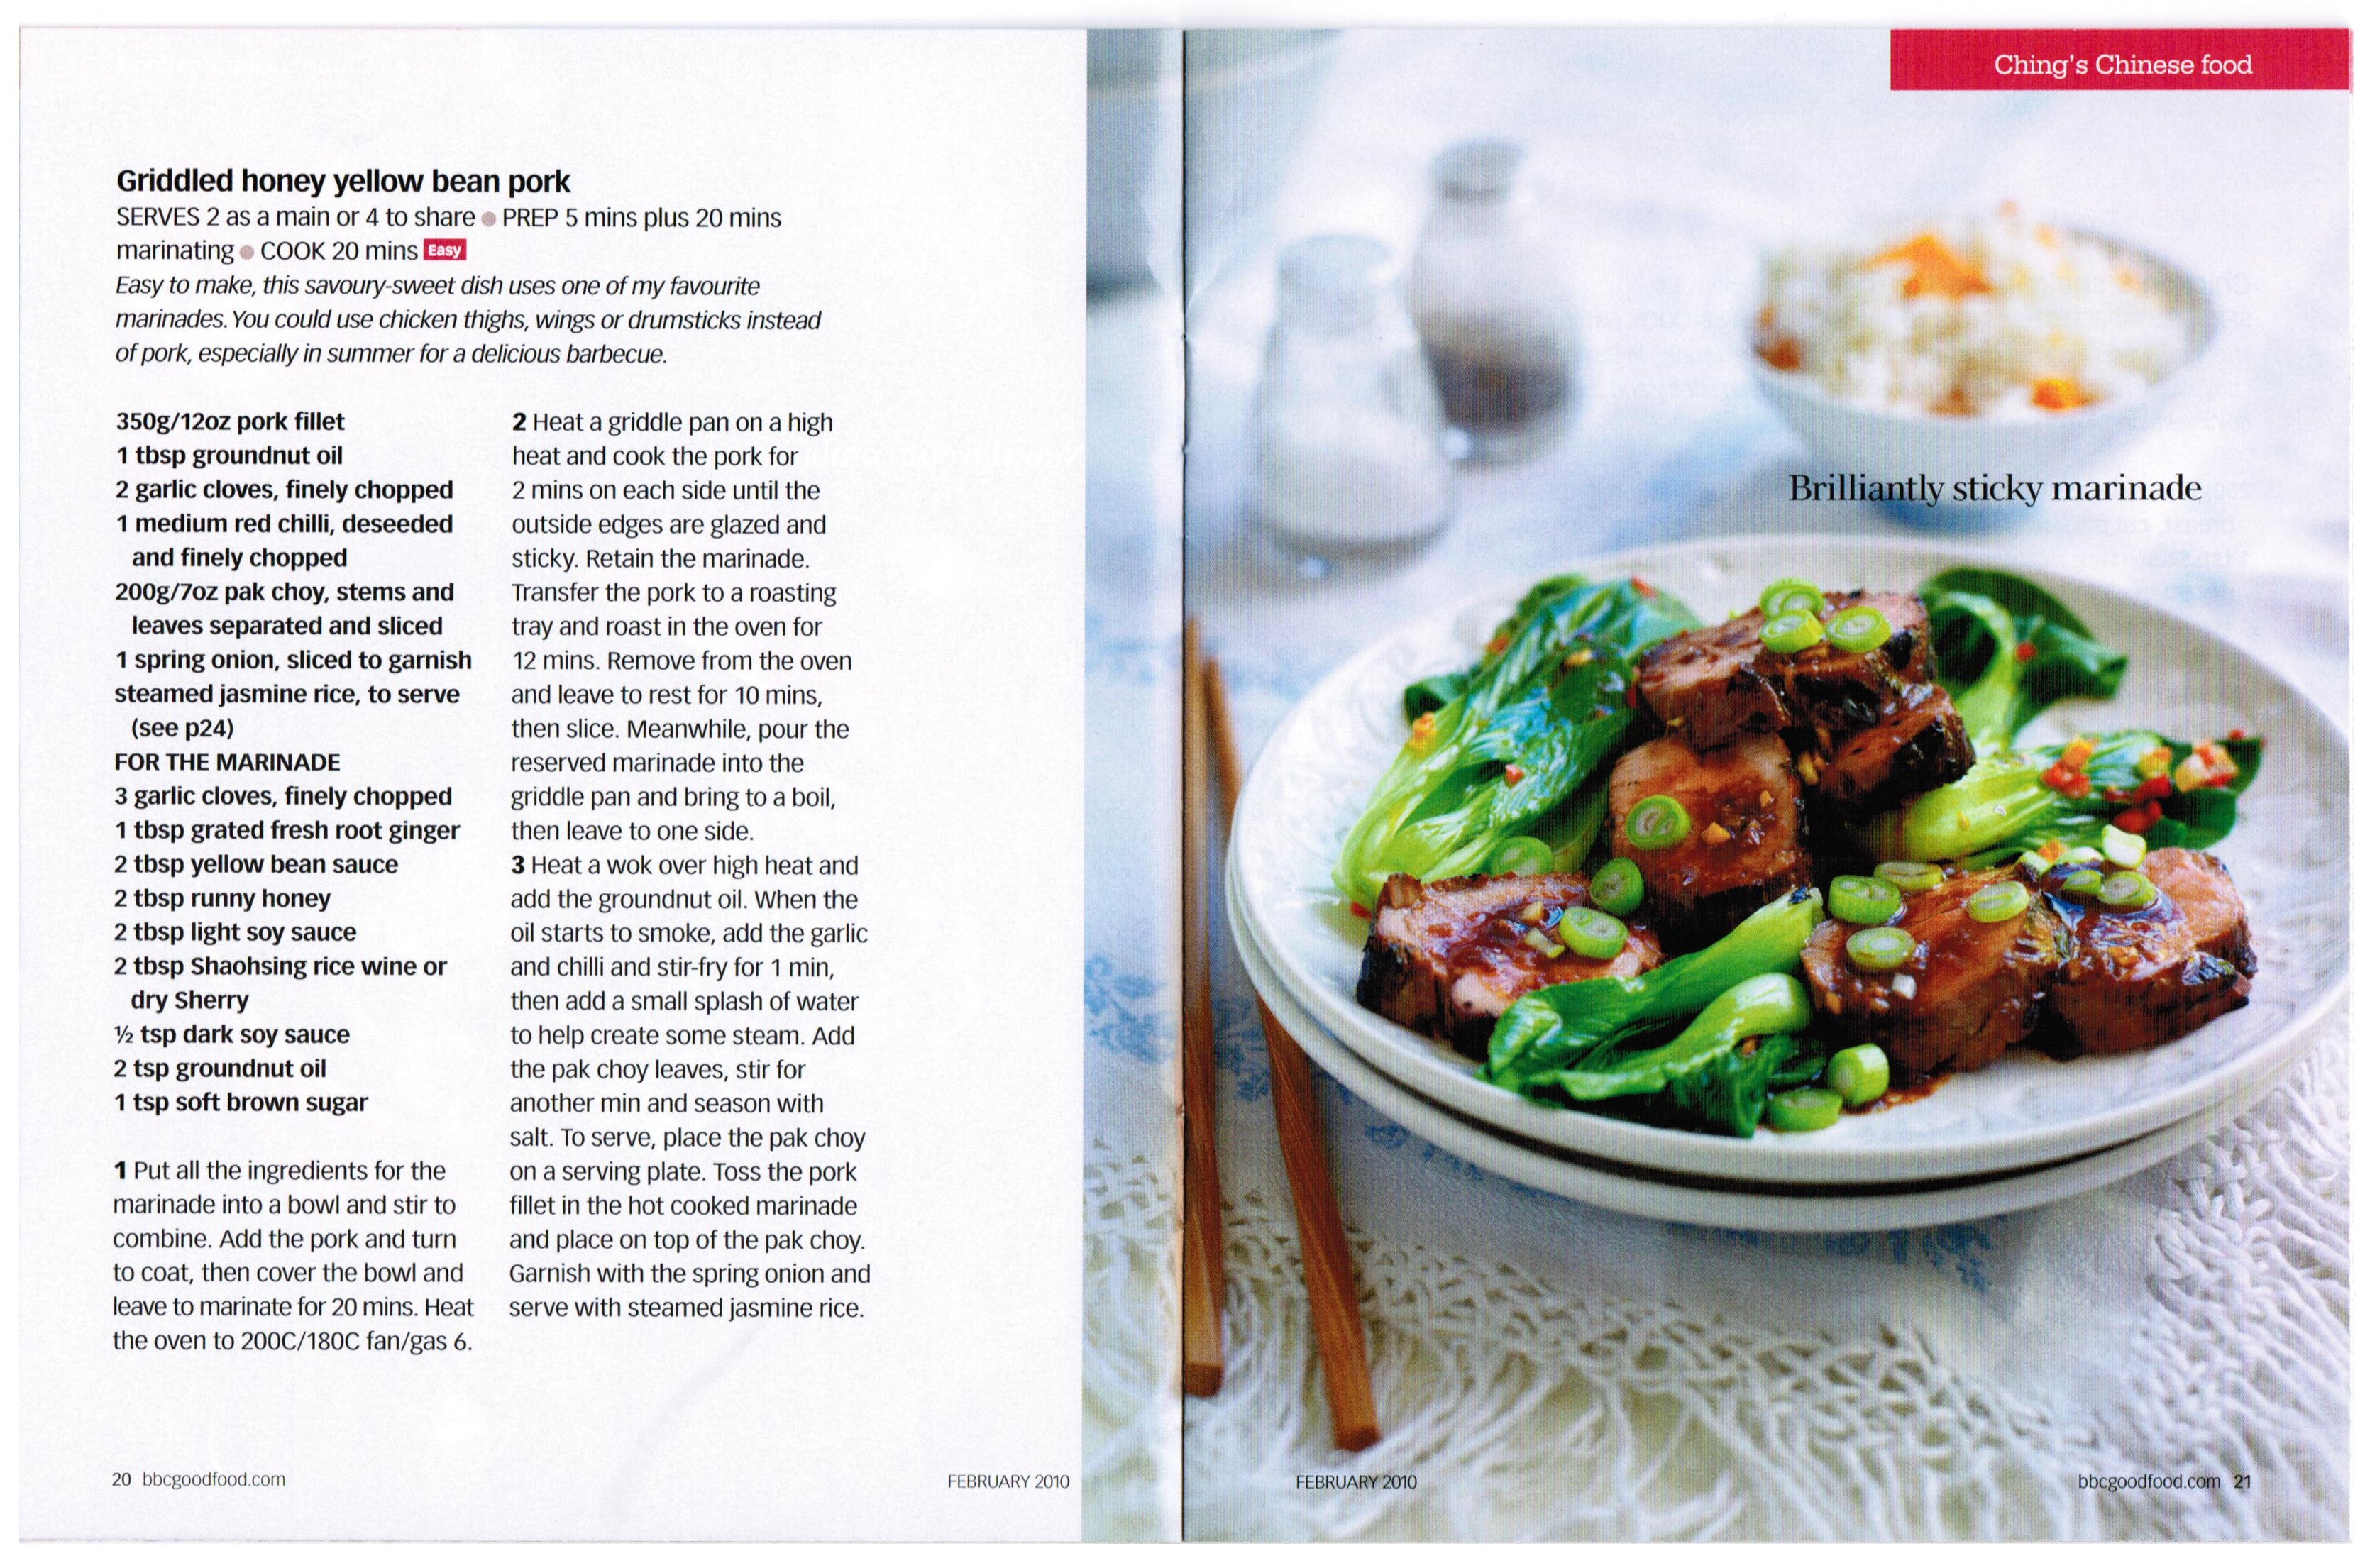 Griddled honey yellow bean pork
SERVES 2 as a main or 4 to share ● PREP 5 mins plus 20 mins
marinating ● COOK 20 mins Easy
Easy to make, this savoury-sweet dish uses one of my favourite
marinades. You could use chicken thighs, wings or drumsticks instead
of pork, especially in summer for a delicious barbecue.
350g/12oz pork fillet
1 tbsp groundnut oil
2 garlic cloves, finely chopped
1 medium red chilli, deseeded
and finely chopped
200g/7oz pak choy, stems and
leaves separated and sliced
1 spring onion, sliced to garnish
steamed jasmine rice, to serve
(see p24)
FOR THE MARINADE
3 garlic cloves, finely chopped
1 tbsp grated fresh root ginger
2 tbsp yellow bean sauce
2 tbsp runny honey
2 tbsp light soy sauce
2 tbsp Shaohsing rice wine or
dry Sherry
½ tsp dark soy sauce
2 tsp groundnut oil
1 tsp soft brown sugar
1 Put all the ingredients for the
marinade into a bowl and stir to
combine. Add the pork and turn
to coat, then cover the bowl and
leave to marinate for 20 mins. Heat
the oven to 200C/180C fan/gas 6.
2 Heat a griddle pan on a high
heat and cook the pork for
2 mins on each side until the
outside edges are glazed and
sticky. Retain the marinade.
Transfer the pork to a roasting
tray and roast in the oven for
12 mins. Remove from the oven
and leave to rest for 10 mins,
then slice. Meanwhile, pour the
reserved marinade into the
griddle pan and bring to a boil,
then leave to one side.
3 Heat a wok over high heat and
add the groundnut oil. When the
oil starts to smoke, add the garlic
and chilli and stir-fry for 1 min,
then add a small splash of water
to help create some steam. Add
the pak choy leaves, stir for
another min and season with
salt. To serve, place the pak choy
on a serving plate. Toss the pork
fillet in the hot cooked marinade
and place on top of the pak choy.
Garnish with the spring onion and
serve with steamed jasmine rice.
20 bbcgoodfood.com
FEBRUARY 2010
Ching's Chinese food
Brilliantly sticky marinade
FEBRUARY 2010
bbcgoodfood.com 21